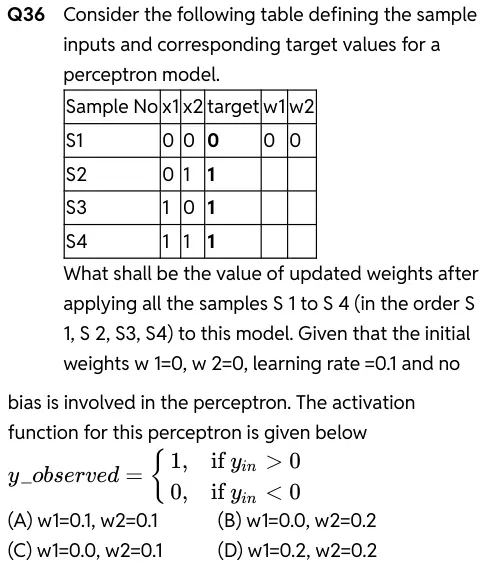 Q36 Consider the following table defining the sample
inputs and corresponding target values for a
perceptron model.
Sample No x1 x2 target w1 w2
S1 0 0 0 0 0
S2 0 1 1
S3 1 0 1
S4 1 1 1
What shall be the value of updated weights after
applying all the samples S 1 to S 4 (in the order S
1, S 2, S3, S4) to this model. Given that the initial
weights w 1=0, w 2=0, learning rate =0.1 and no
bias is involved in the perceptron. The activation
function for this perceptron is given below
y_observed = { 1, if y_in > 0
0, if y_in < 0
(A) w1=0.1, w2=0.1 (B) w1=0.0, w2=0.2
(C) w1=0.0, w2=0.1 (D) w1=0.2, w2=0.2